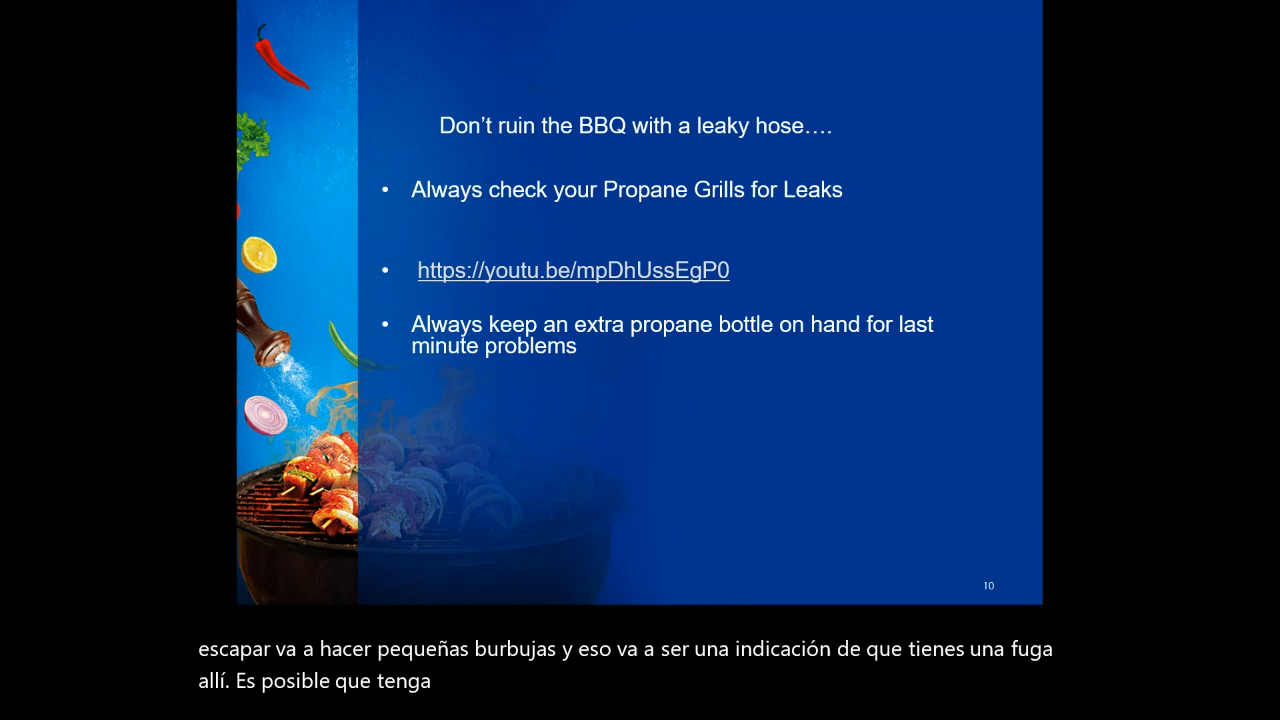 Don’t ruin the BBQ with a leaky hose….
• Always check your Propane Grills for Leaks
• https://youtu.be/mpDhUssEgP0
• Always keep an extra propane bottle on hand for last
minute problems
10
escapar va a hacer pequeñas burbujas y eso va a ser una indicación de que tienes una fuga
allí. Es posible que tenga